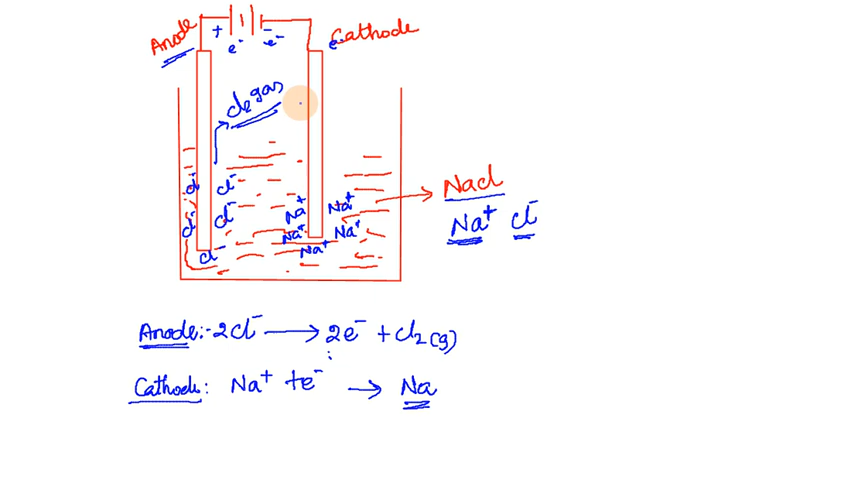 Anode
+
-
e⁻
e⁻
e⁻
Cathode
Cl₂ gas
Cl⁻
Cl⁻
Cl⁻
Cl⁻
Cl⁻
Na⁺
Na⁺
Na⁺
Na⁺
Na⁺
NaCl
Na⁺ Cl⁻
Anode:- 2Cl⁻ → 2e⁻ + Cl₂(g)
Cathode: Na⁺ + e⁻ → Na